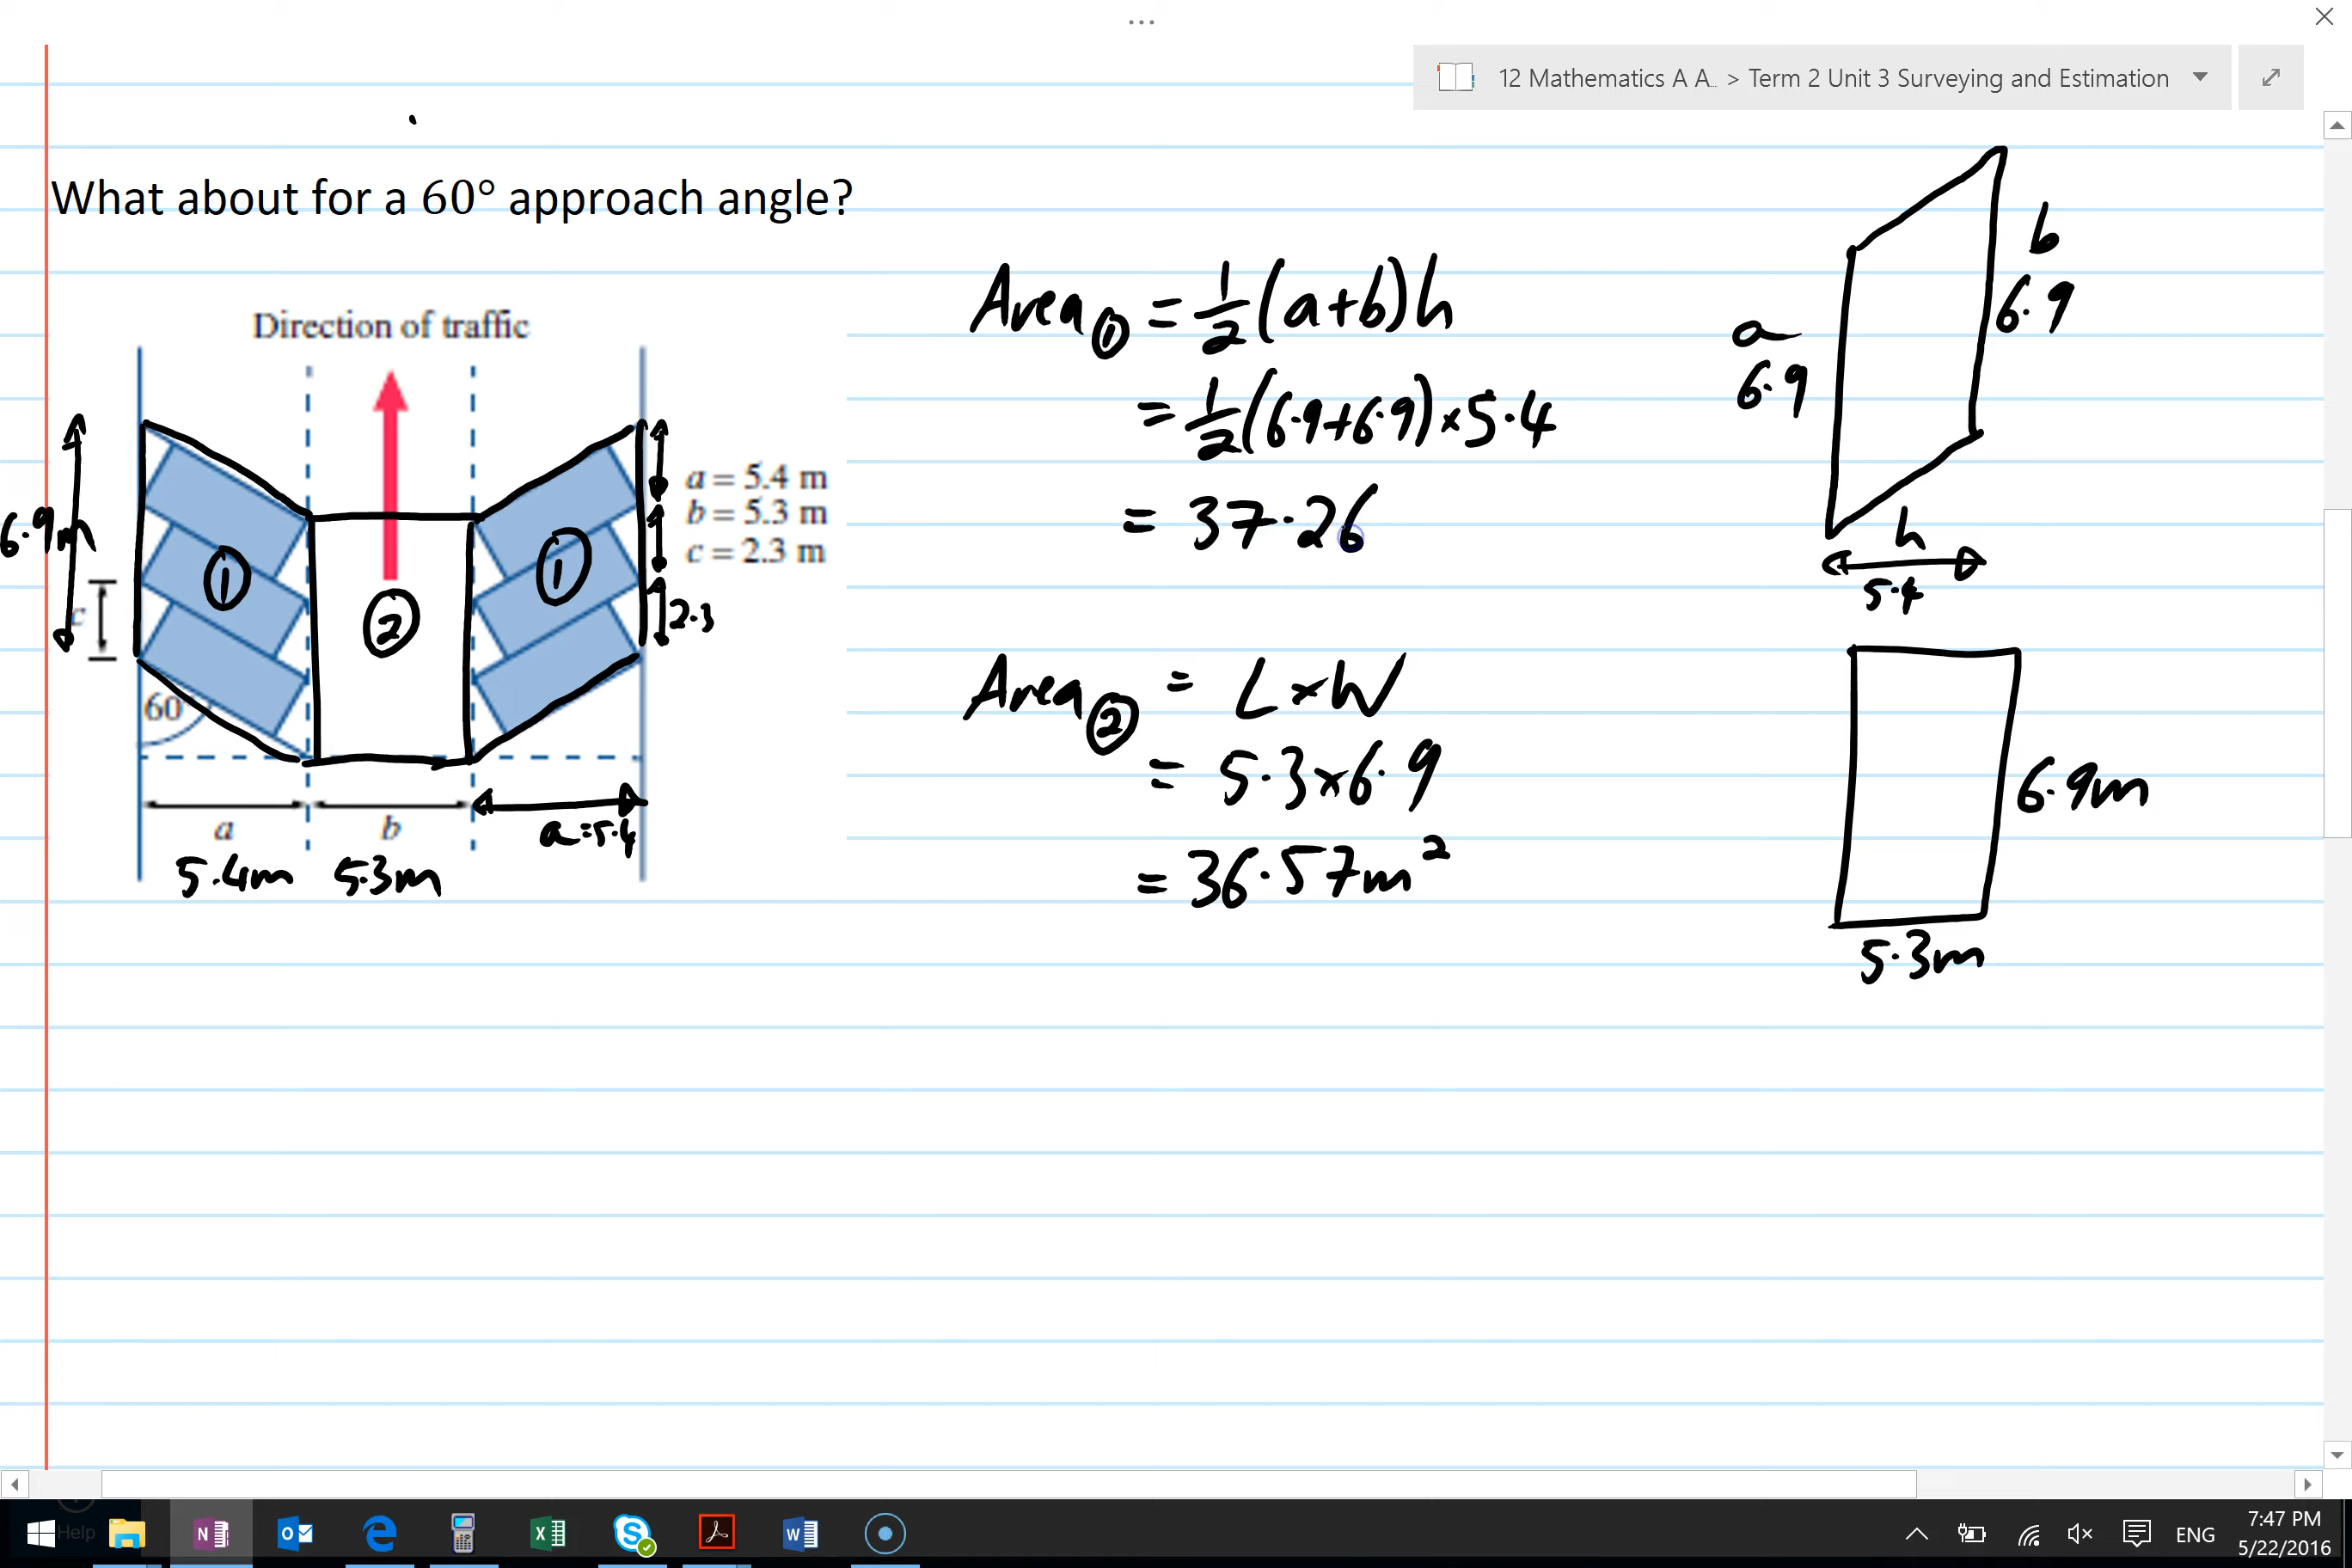 12 Mathematics A A... > Term 2 Unit 3 Surveying and Estimation
What about for a 60° approach angle?
Direction of traffic
6.9m
c
60
a = 5.4 m
b = 5.3 m
c = 2.3 m
2.3
①
②
①
a
b
a=5.4
5.4m
5.3m
Area① = ½(a+b)h
= ½(6.9+6.9)×5.4
= 37.26
Area② = L×W
= 5.3×6.9
= 36.57m²
a
6.9
b
6.9
h
5.4
6.9m
5.3m
Help
ENG
7:47 PM
5/22/2016